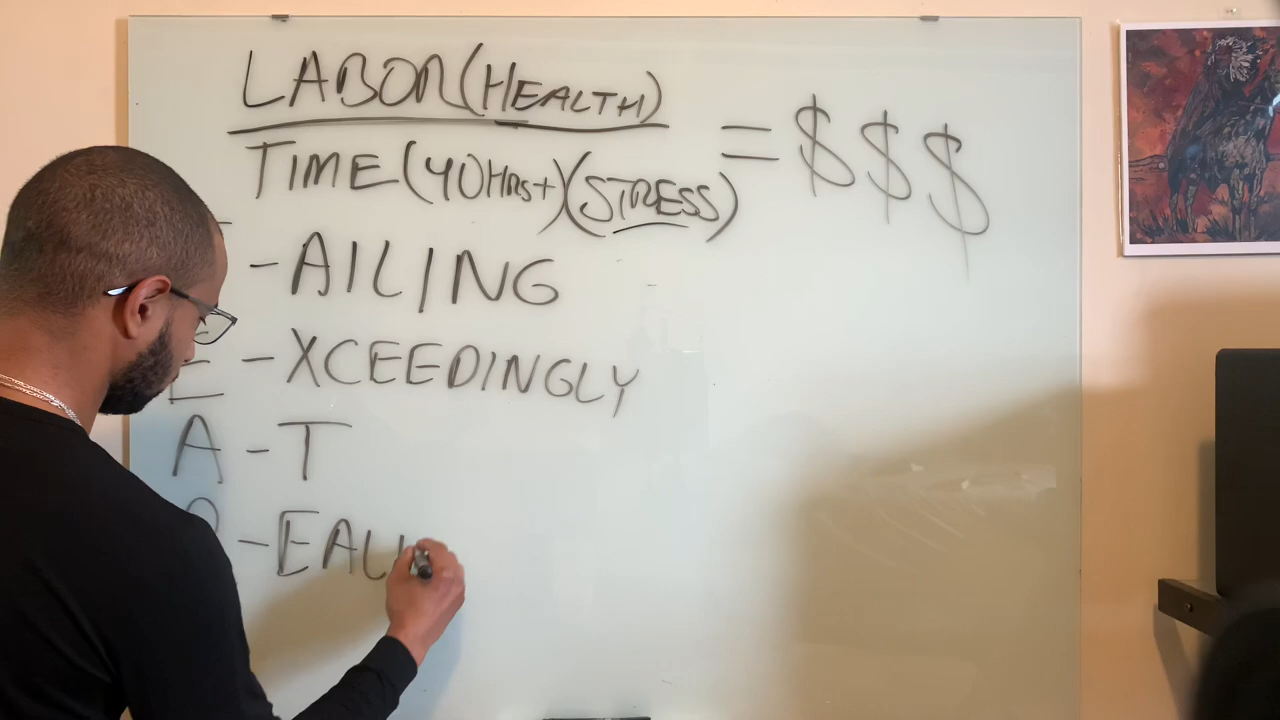 LABOR(HEALTH)
TIME(40HRS+)(STRESS) = $$$
-AILING
E -XCEEDINGLY
A -T
-EAL